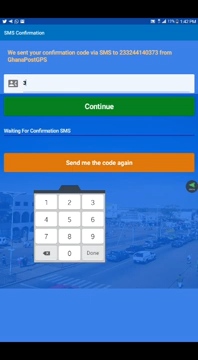 11% 1:42 PM
SMS Confirmation
We sent your confirmation code via SMS to 233244140373 from
GhanaPostGPS
3
Continue
Waiting For Confirmation SMS
Send me the code again
1 2 3
4 5 6
7 8 9
0 Done